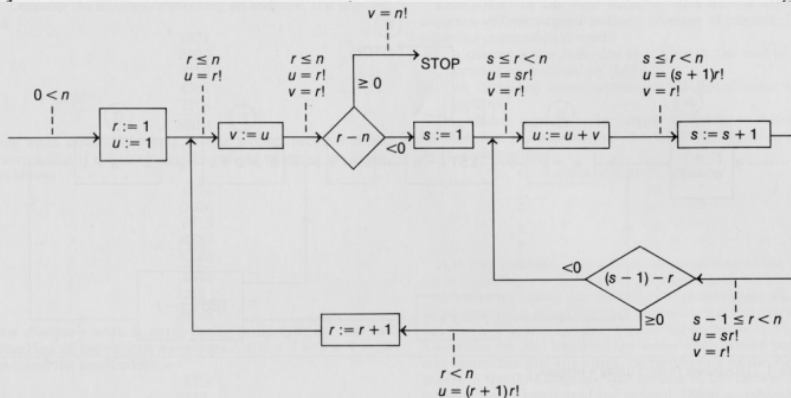 v = n!
STOP
≥ 0
0 < n
r := 1
u := 1
r ≤ n
u = r!
v := u
r ≤ n
u = r!
v = r!
r − n
<0
s := 1
s ≤ r < n
u = sr!
v = r!
u := u + v
s ≤ r < n
u = (s + 1)r!
v = r!
s := s + 1
<0
(s − 1) − r
≥0
s − 1 ≤ r < n
u = sr!
v = r!
r := r + 1
r < n
u = (r + 1)r!